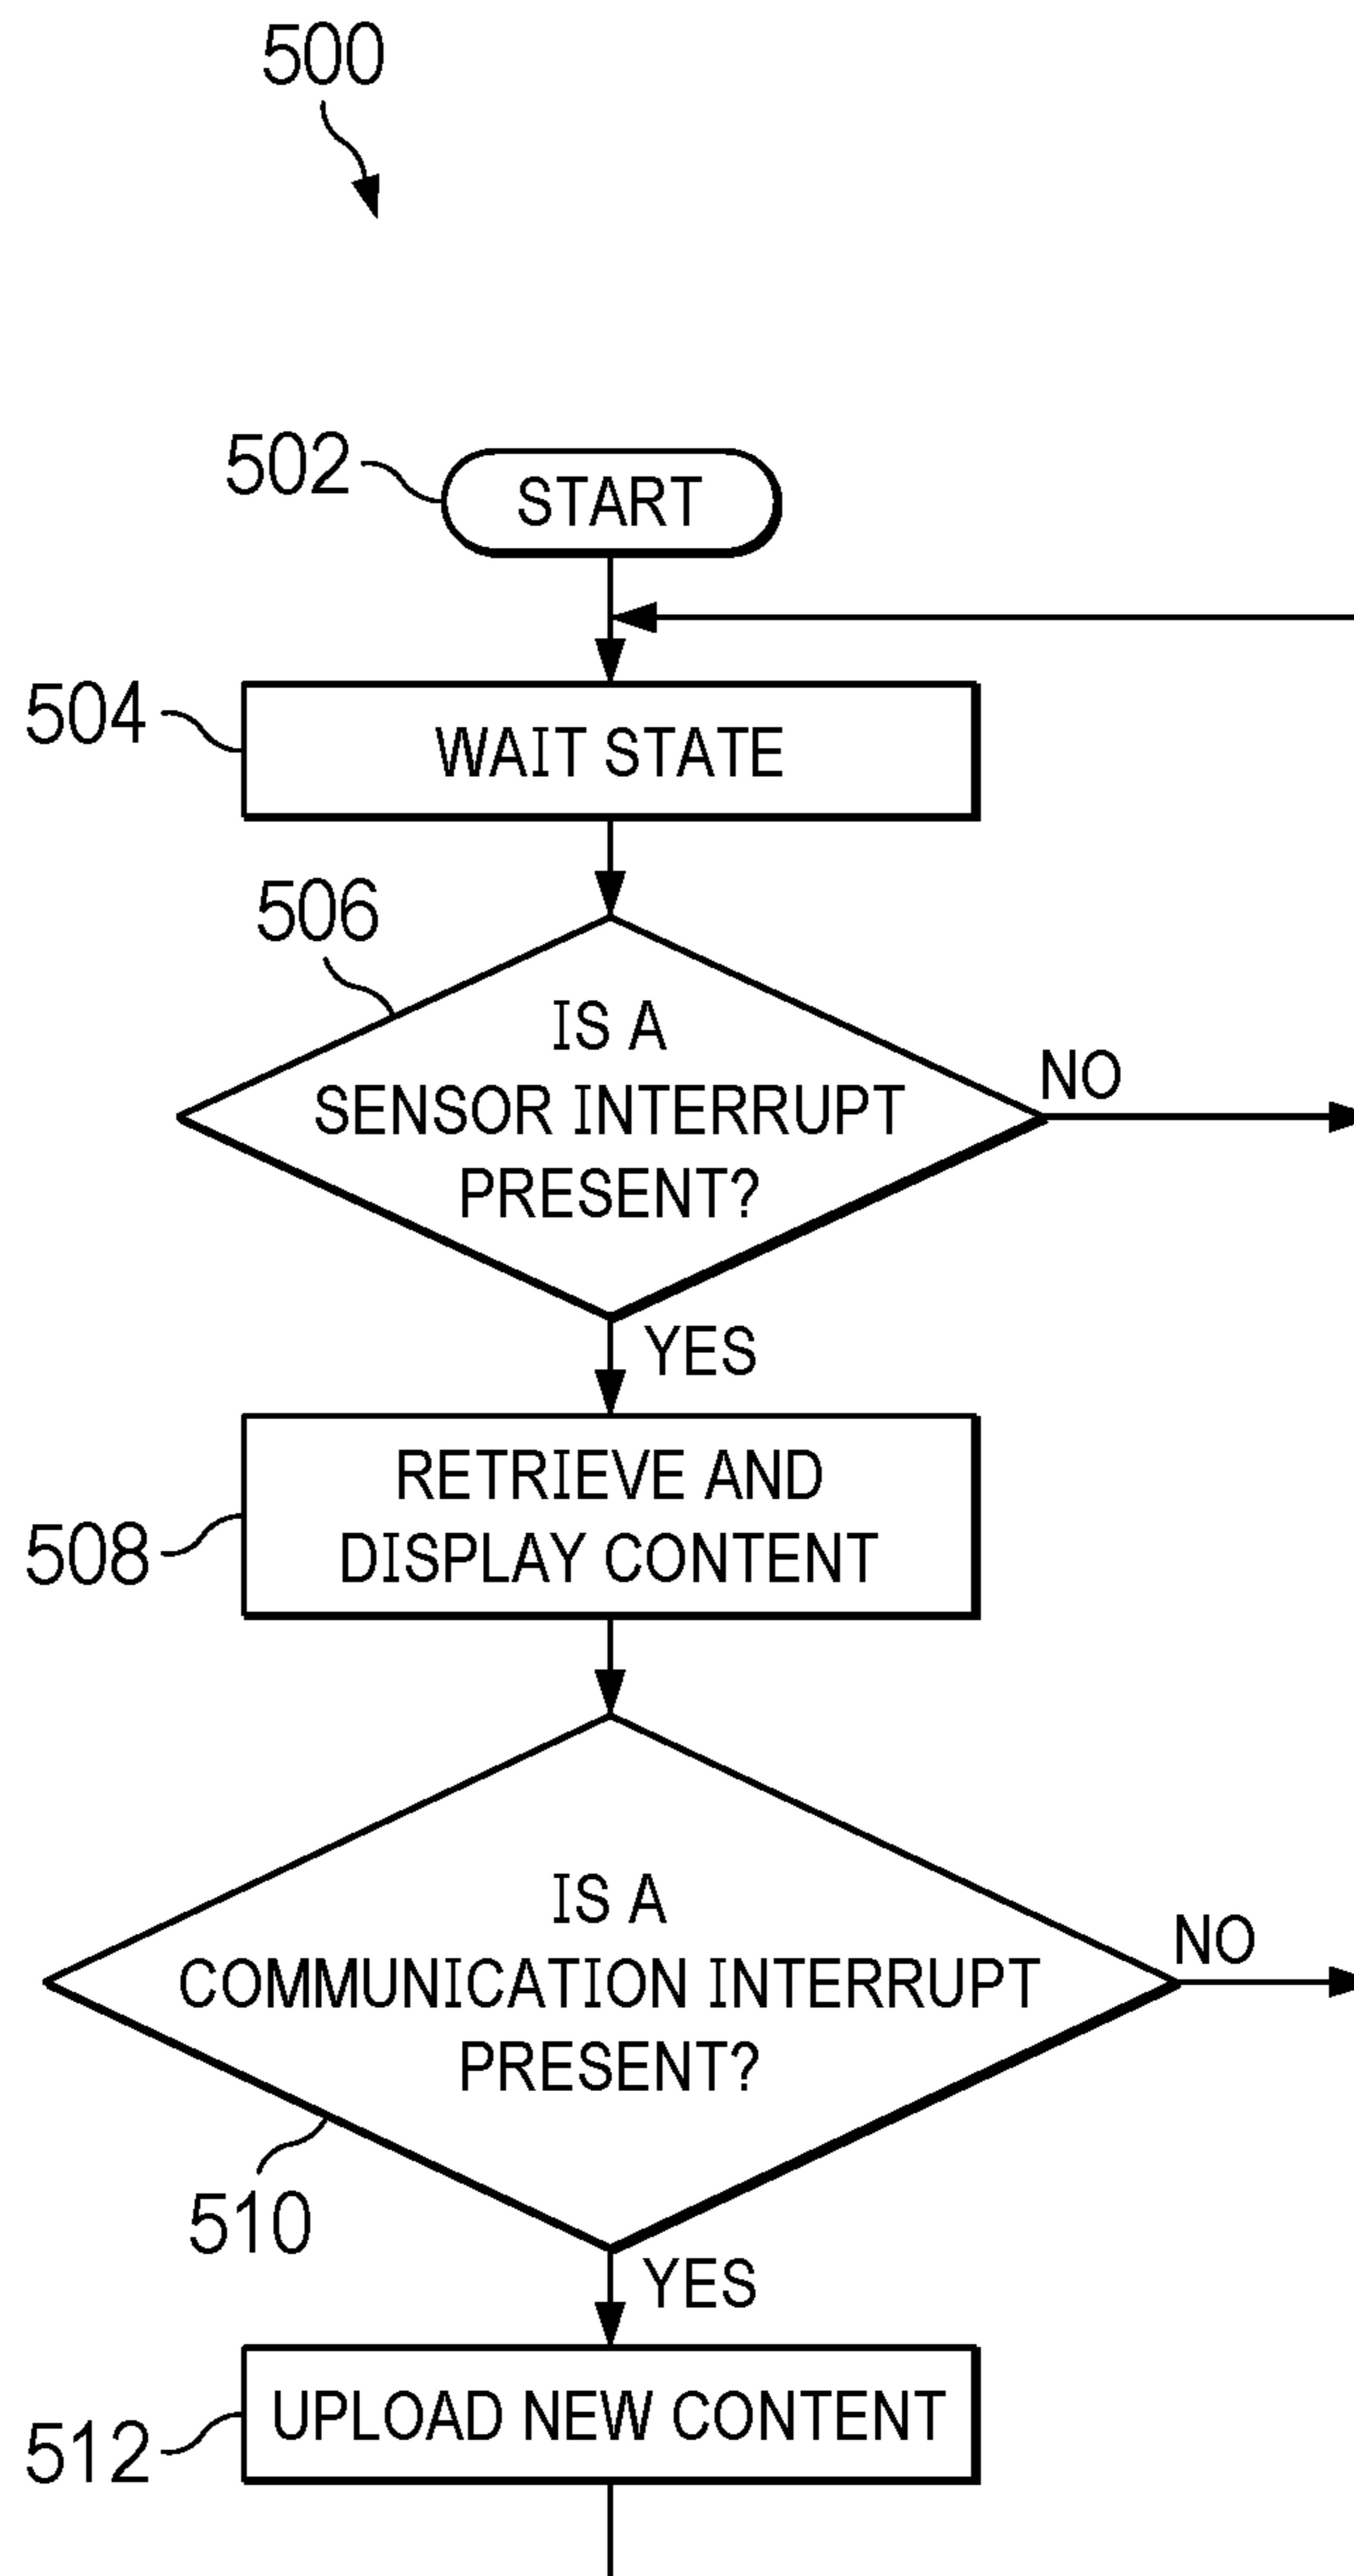 500
502
START
504
WAIT STATE
506
IS A
SENSOR INTERRUPT
PRESENT?
NO
YES
RETRIEVE AND
DISPLAY CONTENT
508
IS A
COMMUNICATION INTERRUPT
PRESENT?
NO
510
YES
UPLOAD NEW CONTENT
512